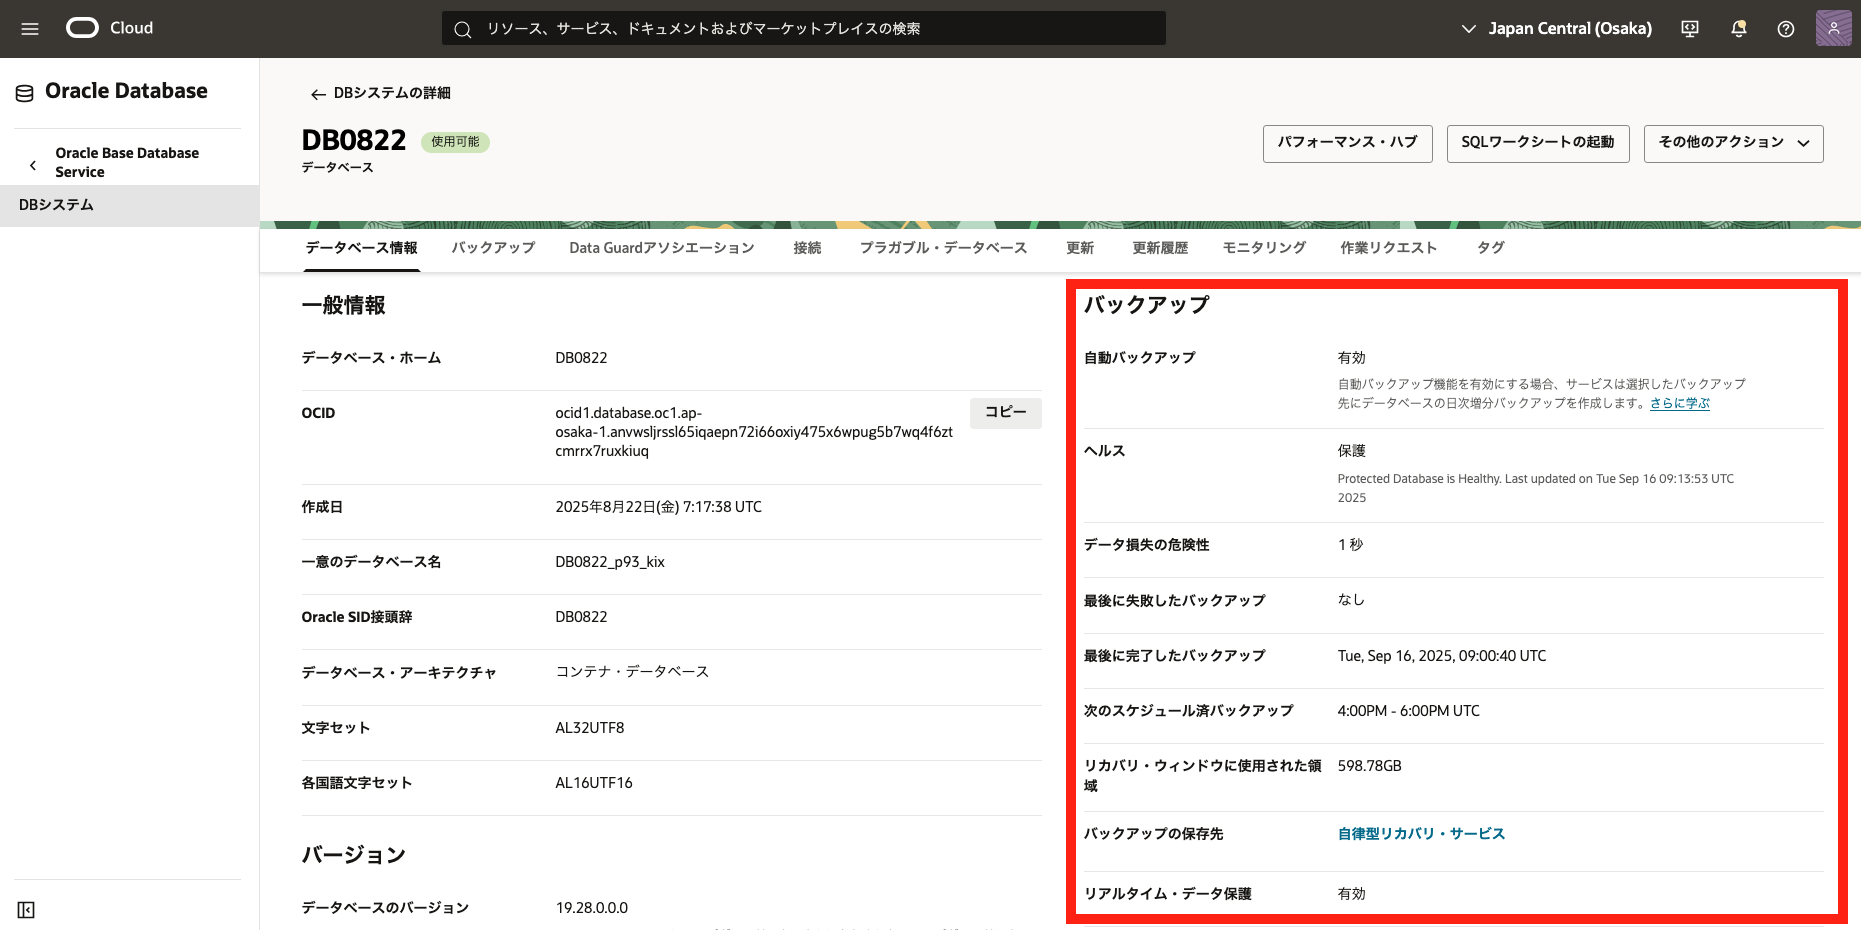 Cloud
リソース、サービス、ドキュメントおよびマーケットプレイスの検索
Japan Central (Osaka)
Oracle Database
Oracle Base Database
Service
DBシステム
DBシステムの詳細
DB0822
使用可能
データベース
パフォーマンス・ハブ
SQLワークシートの起動
その他のアクション
データベース情報
バックアップ
Data Guardアソシエーション
接続
プラガブル・データベース
更新
更新履歴
モニタリング
作業リクエスト
タグ
一般情報
データベース・ホーム
DB0822
OCID
ocid1.database.oc1.ap-
osaka-1.anvwsljrssl65iqaepn72i66oxiy475x6wpug5b7wq4f6zt
cmrrx7ruxkiuq
コピー
作成日
2025年8月22日(金) 7:17:38 UTC
一意のデータベース名
DB0822_p93_kix
Oracle SID接頭辞
DB0822
データベース・アーキテクチャ
コンテナ・データベース
文字セット
AL32UTF8
各国語文字セット
AL16UTF16
バージョン
データベースのバージョン
19.28.0.0.0
バックアップ
自動バックアップ
有効
自動バックアップ機能を有効にする場合、サービスは選択したバックアップ
先にデータベースの日次増分バックアップを作成します。さらに学ぶ
ヘルス
保護
Protected Database is Healthy. Last updated on Tue Sep 16 09:13:53 UTC
2025
データ損失の危険性
1 秒
最後に失敗したバックアップ
なし
最後に完了したバックアップ
Tue, Sep 16, 2025, 09:00:40 UTC
次のスケジュール済バックアップ
4:00PM - 6:00PM UTC
リカバリ・ウィンドウに使用された領
域
598.78GB
バックアップの保存先
自律型リカバリ・サービス
リアルタイム・データ保護
有効